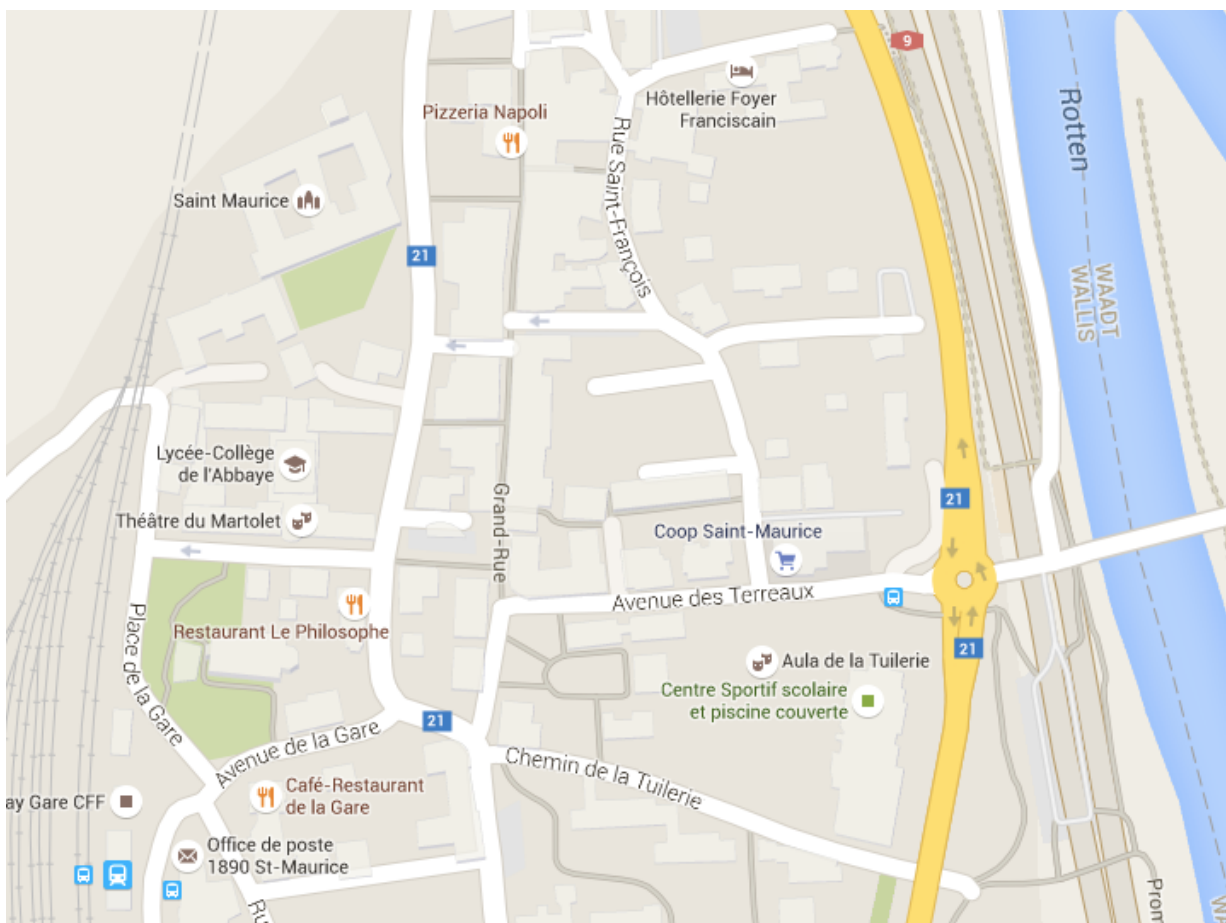 9
Pizzeria Napoli
Hôtellerie Foyer
Franciscain
Rotten
Rue Saint-François
Saint Maurice
21
WAADT
WALLIS
Lycée-Collège
de l'Abbaye
Grand-Rue
21
Théâtre du Martolet
Coop Saint-Maurice
Avenue des Terreaux
Place de la Gare
Restaurant Le Philosophe
21
Aula de la Tuilerie
Centre Sportif scolaire
et piscine couverte
21
Avenue de la Gare
Chemin de la Tuilerie
ay Gare CFF
Café-Restaurant
de la Gare
Office de poste
1890 St-Maurice
Ru
Pron
WA